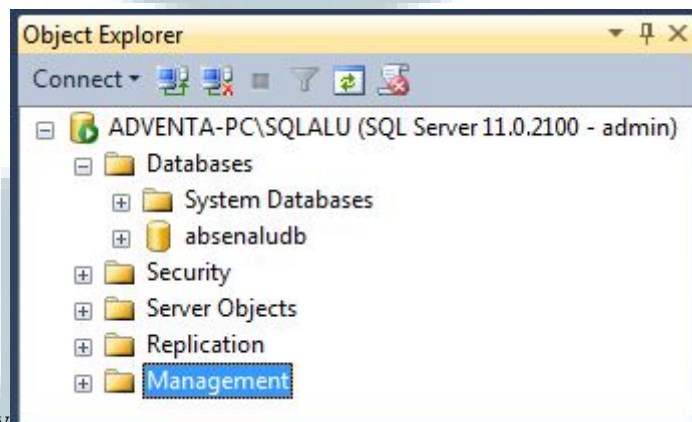 Object Explorer
Connect
ADVENTA-PC\SQLALU (SQL Server 11.0.2100 - admin)
Databases
System Databases
absenaludb
Security
Server Objects
Replication
Management